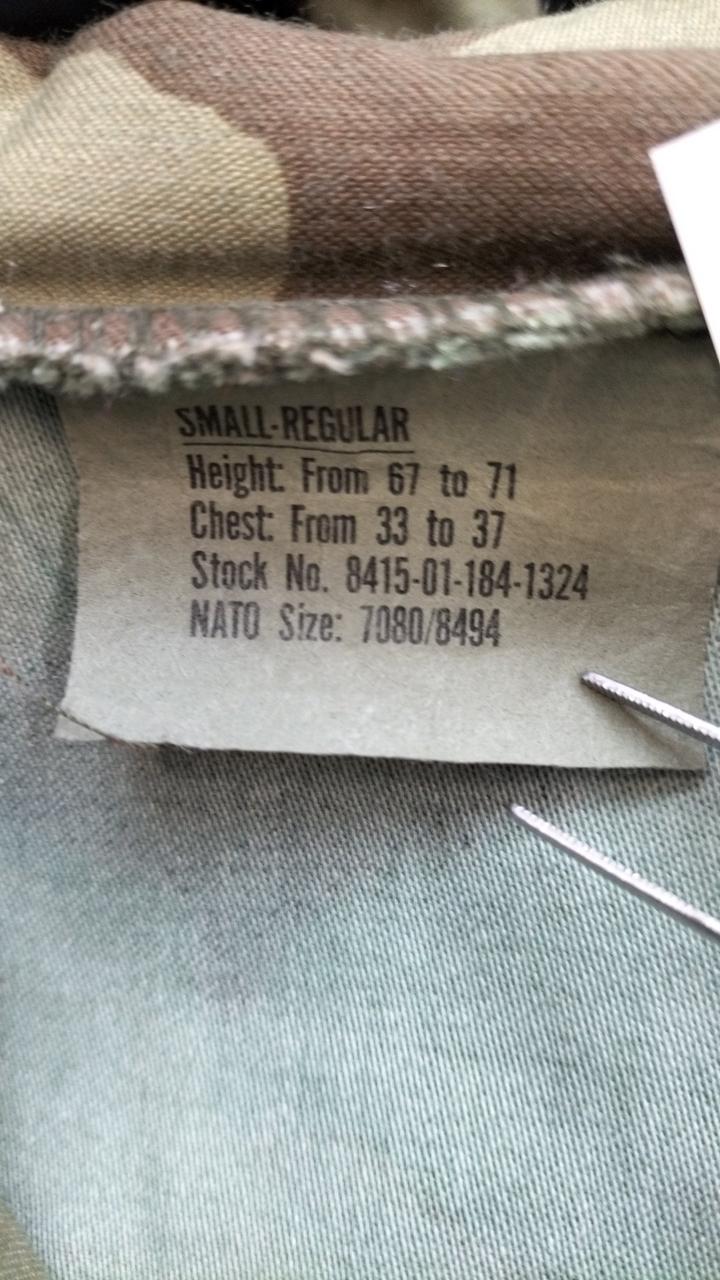 SMALL-REGULAR
Height: From 67 to 71
Chest: From 33 to 37
Stock No. 8415-01-184-1324
NATO Size: 7080/8494